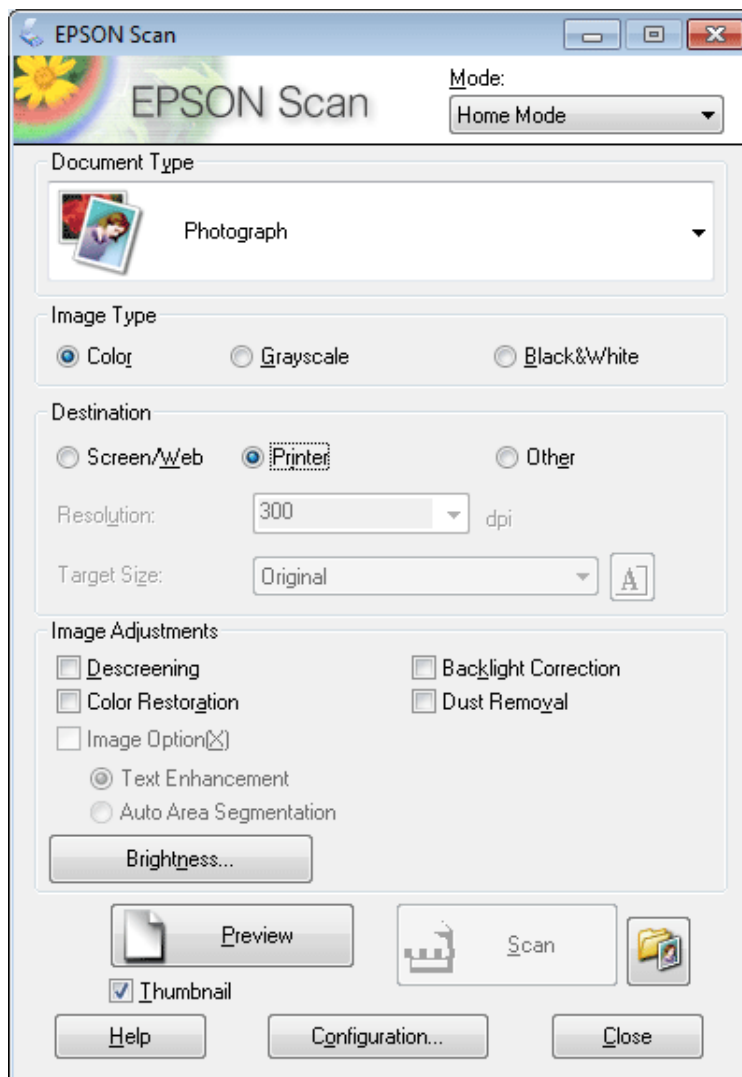 EPSON Scan
EPSON Scan
Mode:
Home Mode
Document Type
Photograph
Image Type
Color Grayscale Black&White
Destination
Screen/Web Printer Other
Resolution: 300 dpi
Target Size: Original A
Image Adjustments
Descreening Backlight Correction
Color Restoration Dust Removal
Image Option(X)
Text Enhancement
Auto Area Segmentation
Brightness...
Preview Scan
Thumbnail
Help Configuration... Close